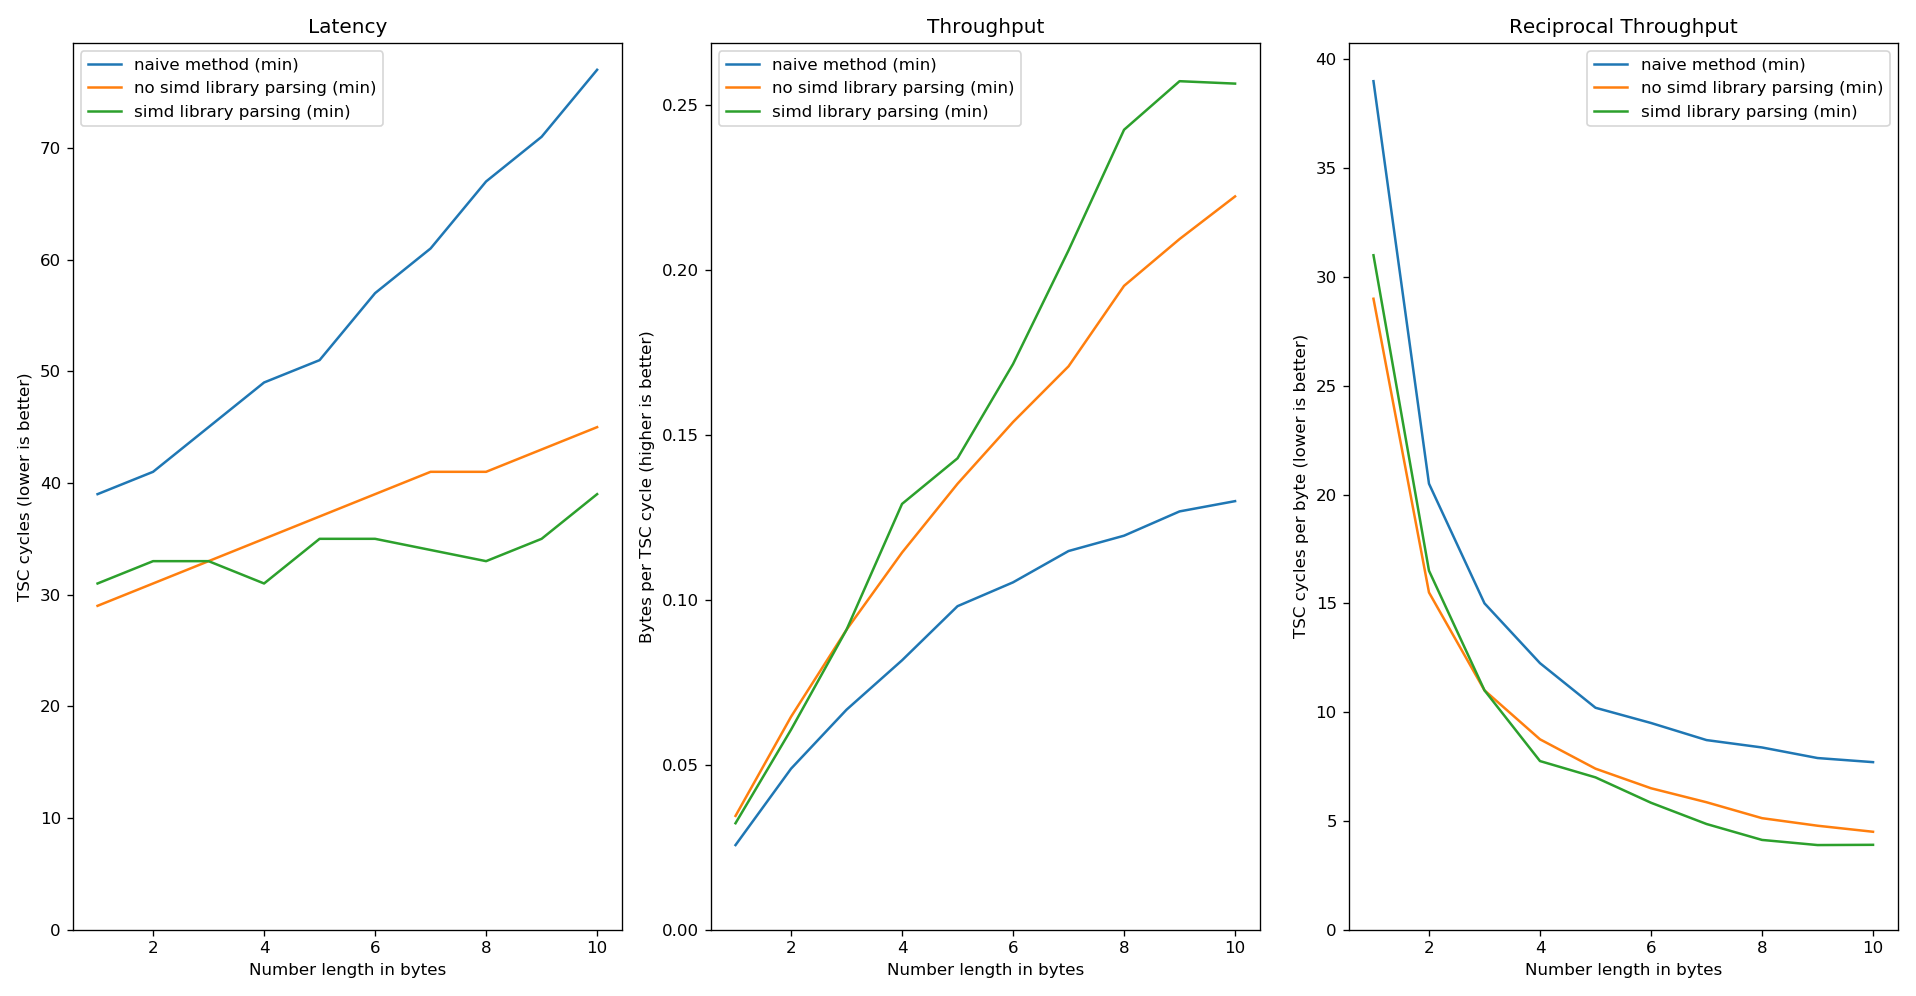 Latency
naive method (min)
no simd library parsing (min)
simd library parsing (min)
TSC cycles (lower is better)
70
60
50
40
30
20
10
0
2 4 6 8 10
Number length in bytes
Throughput
naive method (min)
no simd library parsing (min)
simd library parsing (min)
Bytes per TSC cycle (higher is better)
0.25
0.20
0.15
0.10
0.05
0.00
2 4 6 8 10
Number length in bytes
Reciprocal Throughput
naive method (min)
no simd library parsing (min)
simd library parsing (min)
TSC cycles per byte (lower is better)
40
35
30
25
20
15
10
5
0
2 4 6 8 10
Number length in bytes